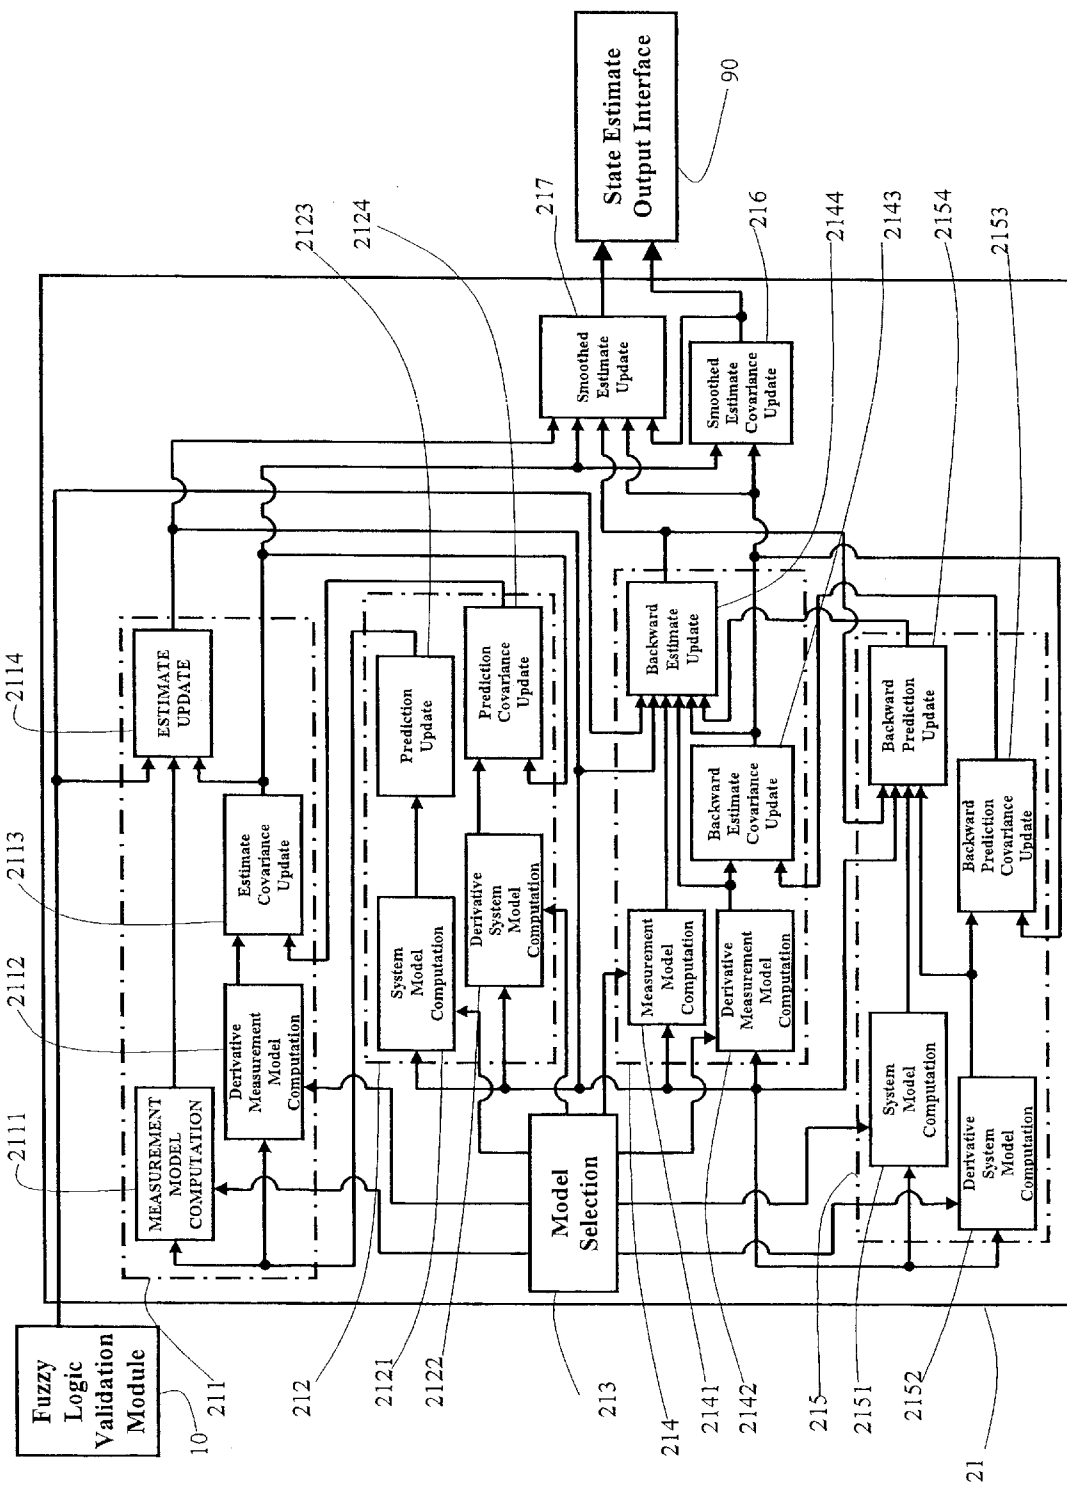 Fuzzy
Logic
Validation
Module
10
2111
2112
2113
2114
MEASUREMENT
MODEL
COMPUTATION
Derivative
Measurement
Model
Computation
Estimate
Covariance
Update
ESTIMATE
UPDATE
211
212
2121
2122
2123
2124
System
Model
Computation
Derivative
System
Model
Computation
Prediction
Update
Prediction
Covariance
Update
213
Model
Selection
214
2141
2142
2144
2143
Measurement
Model
Computation
Derivative
Measurement
Model
Computation
Backward
Estimate
Update
Backward
Estimate
Covariance
Update
215
2151
2152
2154
2153
System
Model
Computation
Derivative
System
Model
Computation
Backward
Prediction
Update
Backward
Prediction
Covariance
Update
217
Smoothed
Estimate
Update
216
Smoothed
Estimate
Covariance
Update
State Estimate
Output Interface
90
21